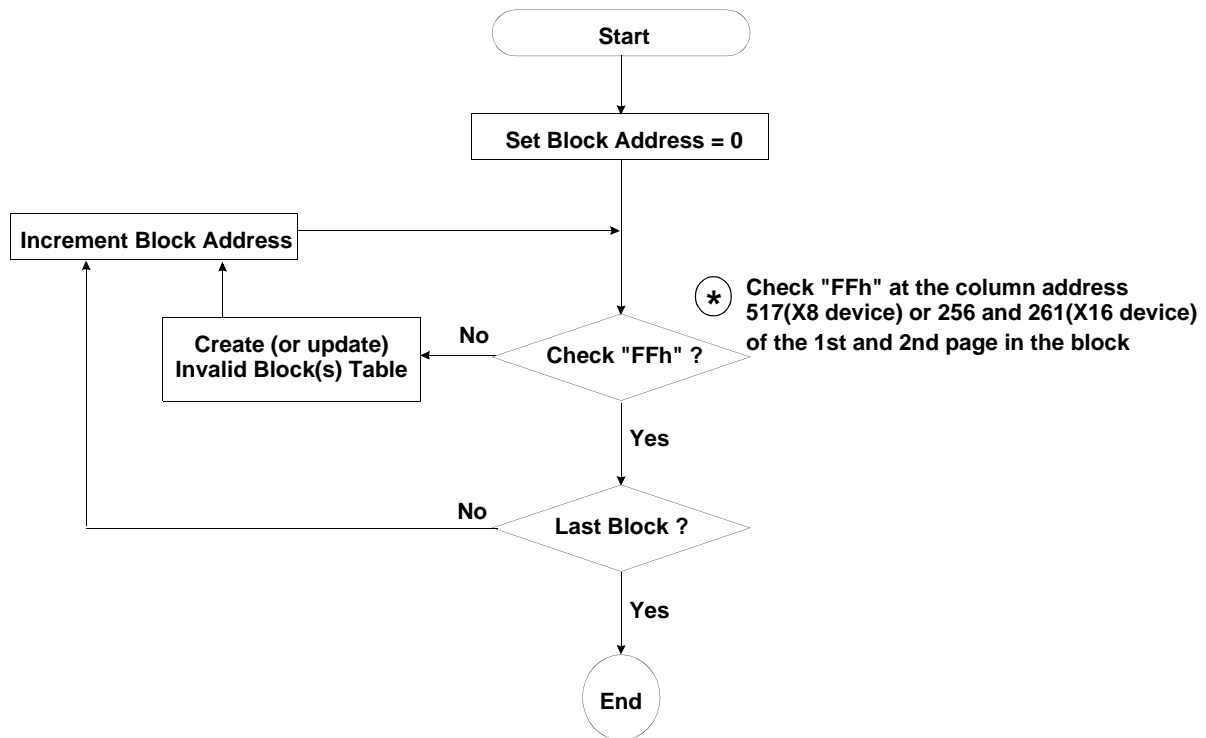 Start
Set Block Address = 0
Increment Block Address
*
Check "FFh" at the column address
517(X8 device) or 256 and 261(X16 device)
of the 1st and 2nd page in the block
No
Create (or update)
Invalid Block(s) Table
Check "FFh" ?
Yes
No
Last Block ?
Yes
End